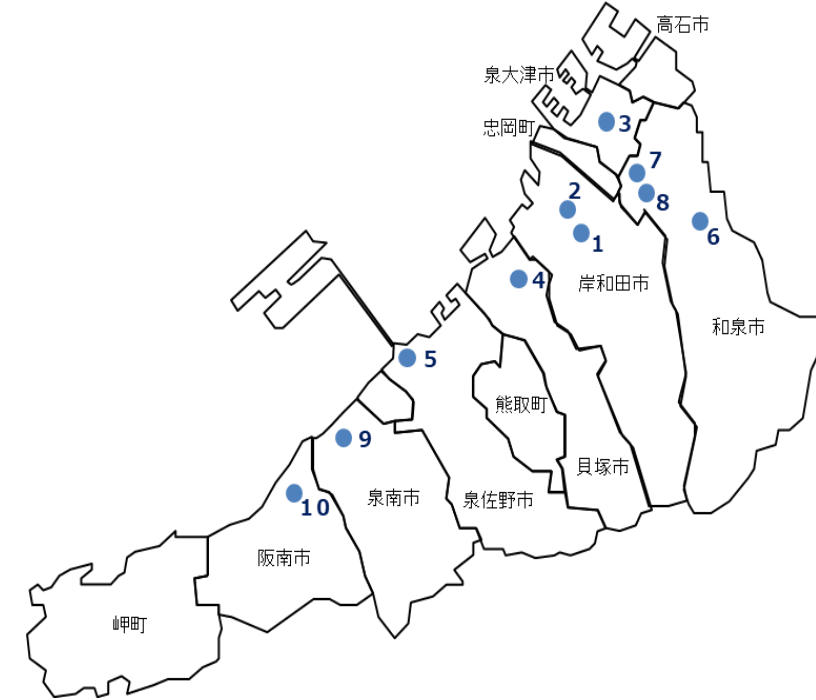 高石市
泉大津市
3
忠岡町
7
2
8
1
6
4
岸和田市
和泉市
5
熊取町
9
貝塚市
泉南市
泉佐野市
10
阪南市
岬町